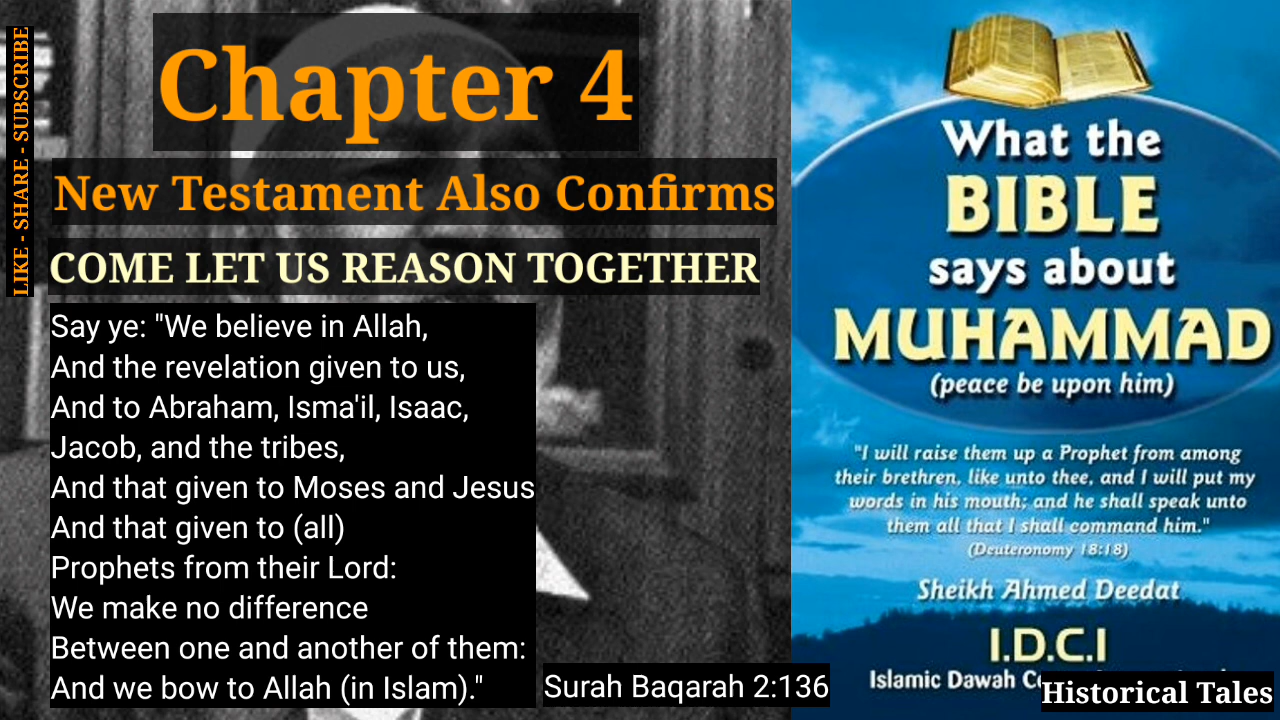 LIKE - SHARE - SUBSCRIBE
Chapter 4
New Testament Also Confirms
COME LET US REASON TOGETHER
Say ye: "We believe in Allah,
And the revelation given to us,
And to Abraham, Isma'il, Isaac,
Jacob, and the tribes,
And that given to Moses and Jesus
And that given to (all)
Prophets from their Lord:
We make no difference
Between one and another of them:
And we bow to Allah (in Islam)."
Surah Baqarah 2:136
What the
BIBLE
says about
MUHAMMAD
(peace be upon him)
"I will raise them up a Prophet from among
their brethren, like unto thee, and I will put my
words in his mouth; and he shall speak unto
them all that I shall command him."
(Deuteronomy 18:18)
Sheikh Ahmed Deedat
I.D.C.I
Islamic Dawah
Historical Tales